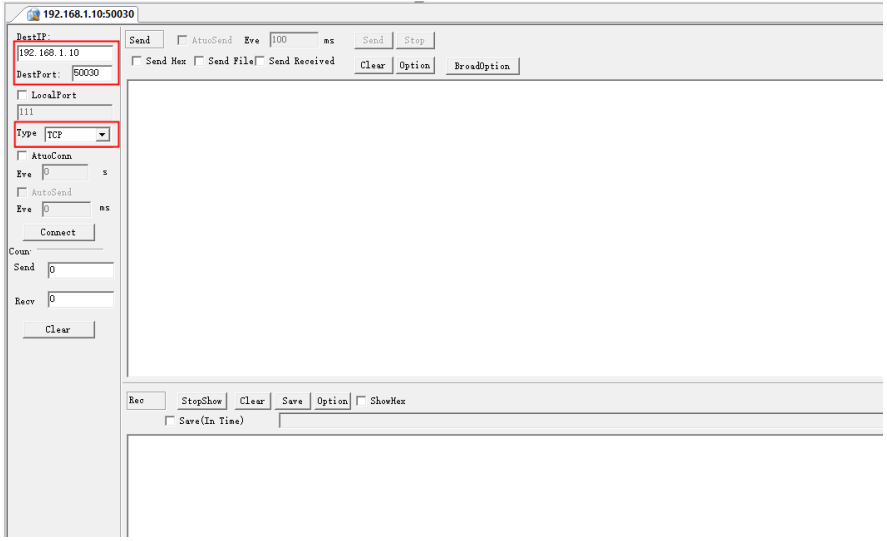 192.168.1.10:50030
DestIP:
192.168.1.10
DestPort: 50030
LocalPort
111
Type TCP
AtuoConn
Eve 0 s
AutoSend
Eve 0 ms
Connect
Coun
Send 0
Recv 0
Clear
Send AtuoSend Eve 100 ms Send Stop
Send Hex Send File Send Received Clear Option BroadOption
Rec StopShow Clear Save Option ShowHex
Save(In Time)